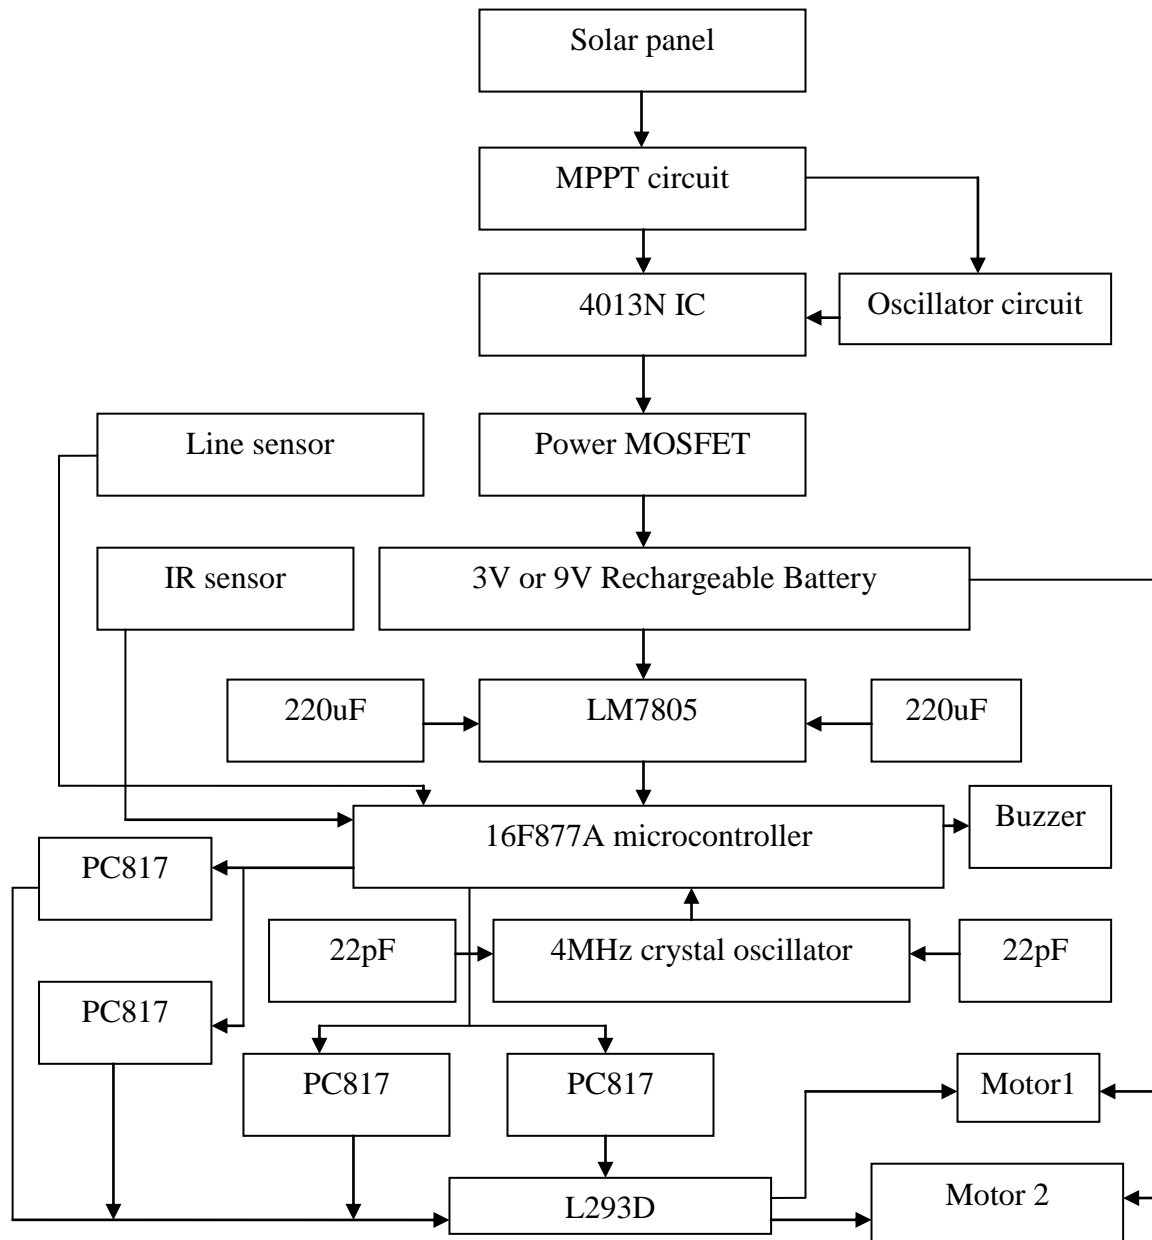 Solar panel
MPPT circuit
4013N IC
Oscillator circuit
Line sensor
Power MOSFET
IR sensor
3V or 9V Rechargeable Battery
220uF
LM7805
220uF
16F877A microcontroller
Buzzer
PC817
22pF
4MHz crystal oscillator
22pF
PC817
PC817
PC817
Motor1
L293D
Motor 2